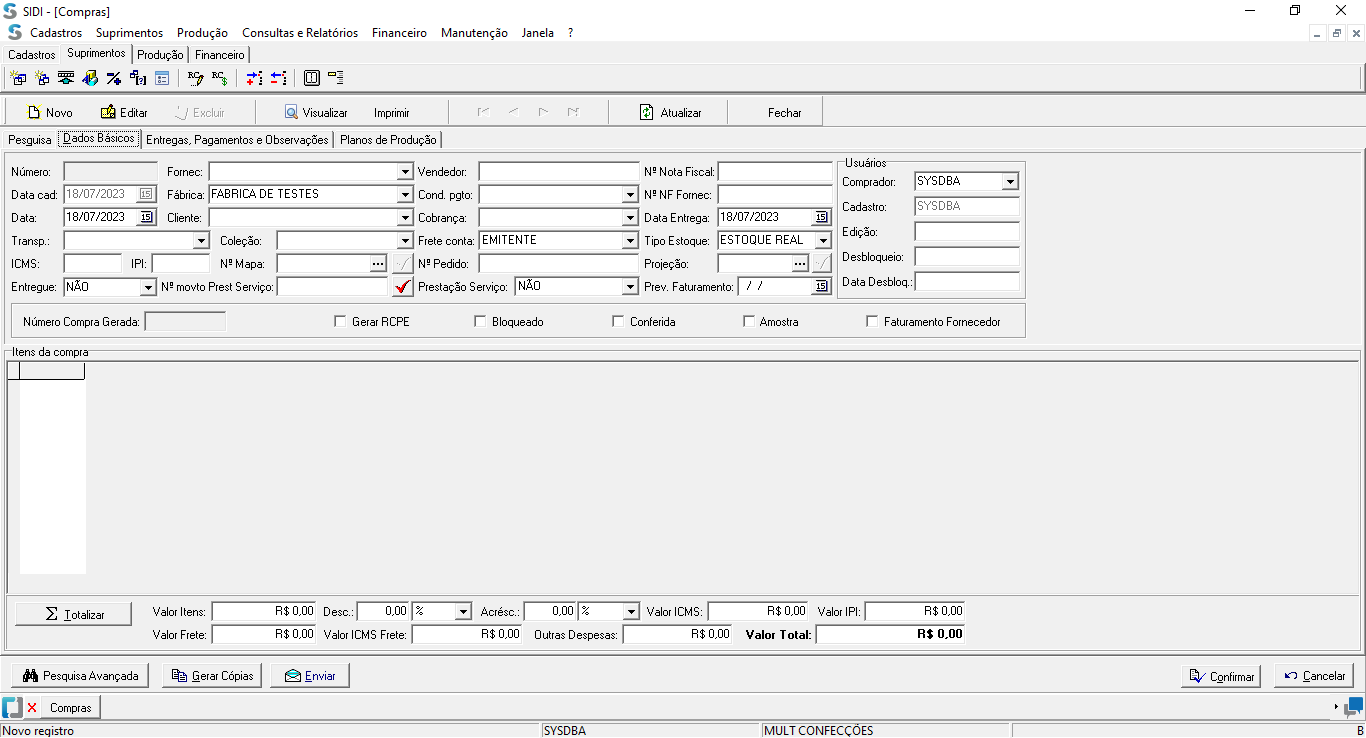 SIDI - [Compras]
Cadastros Suprimentos Produção Consultas e Relatórios Financeiro Manutenção Janela ?
Cadastros Suprimentos Produção Financeiro
Novo Editar Excluir Visualizar Imprimir Atualizar Fechar
Pesquisa Dados Básicos Entregas, Pagamentos e Observações Planos de Produção
Usuários
Número: Fornec: Vendedor: Nº Nota Fiscal:
Comprador: SYSDBA
Data cad: 18/07/2023 15 Fábrica: FABRICA DE TESTES Cond. pgto: Nº NF Fornec:
Cadastro: SYSDBA
Data: 18/07/2023 15 Cliente: Cobrança: Data Entrega: 18/07/2023 15
Edição:
Transp.: Coleção: Frete conta: EMITENTE Tipo Estoque: ESTOQUE REAL
Desbloqueio:
ICMS: IPI: Nº Mapa: ... Nº Pedido: Projeção: ...
Data Desbloq.:
Entregue: NÃO Nº movto Prest Serviço: Prestação Serviço: NÃO Prev. Faturamento: / / 15
Número Compra Gerada: Gerar RCPE Bloqueado Conferida Amostra Faturamento Fornecedor
Itens da compra
Σ Totalizar Valor Itens: R$ 0,00 Desc.: 0,00 % Acrésc.: 0,00 % Valor ICMS: R$ 0,00 Valor IPI: R$ 0,00
Valor Frete: R$ 0,00 Valor ICMS Frete: R$ 0,00 Outras Despesas: R$ 0,00 Valor Total: R$ 0,00
Pesquisa Avançada Gerar Cópias Enviar Confirmar Cancelar
Compras
Novo registro SYSDBA MULT CONFECÇÕES B